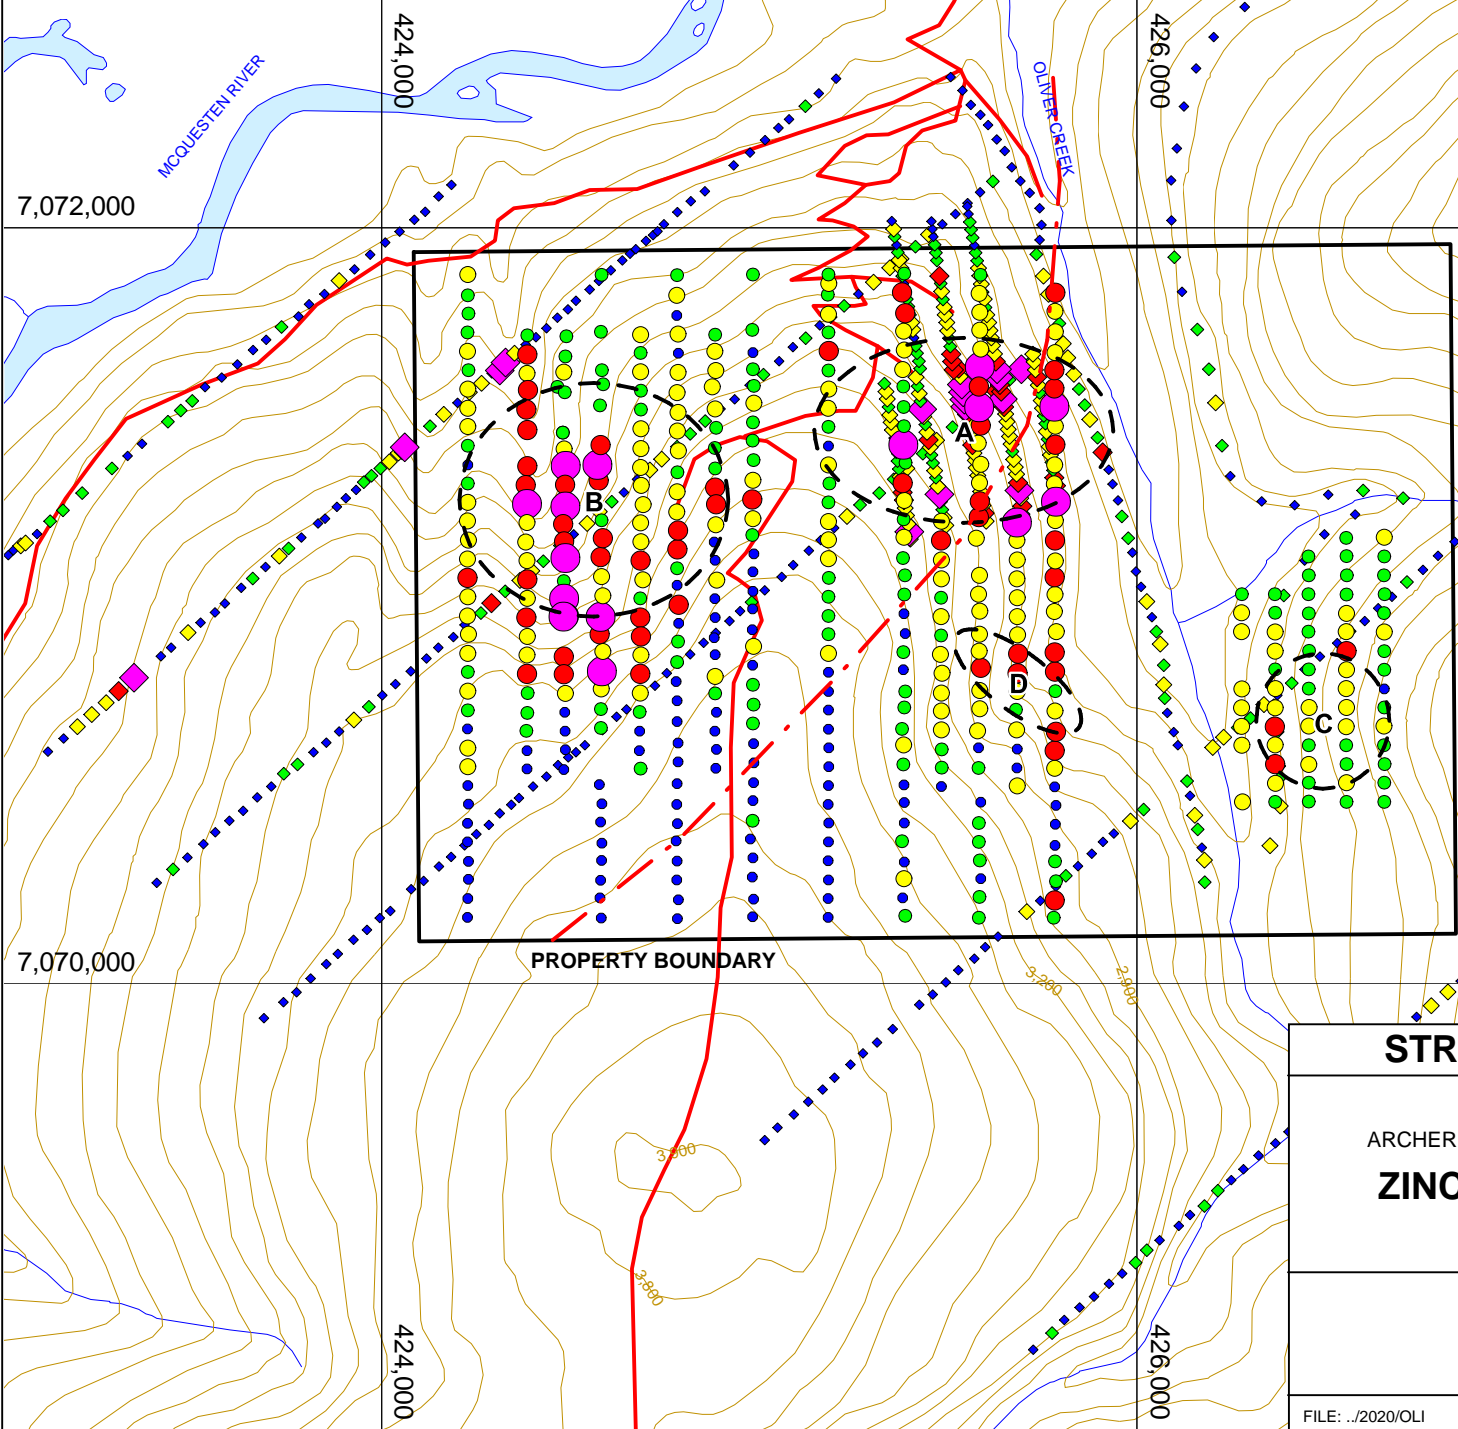 424,000
426,000
MCQUESTEN RIVER
OLIVER CREEK
7,072,000
A
B
D
C
7,070,000
PROPERTY BOUNDARY
3,200
2,900
3,900
3,800
STR
ARCHER
ZINC
424,000
426,000
FILE: ../2020/OLI